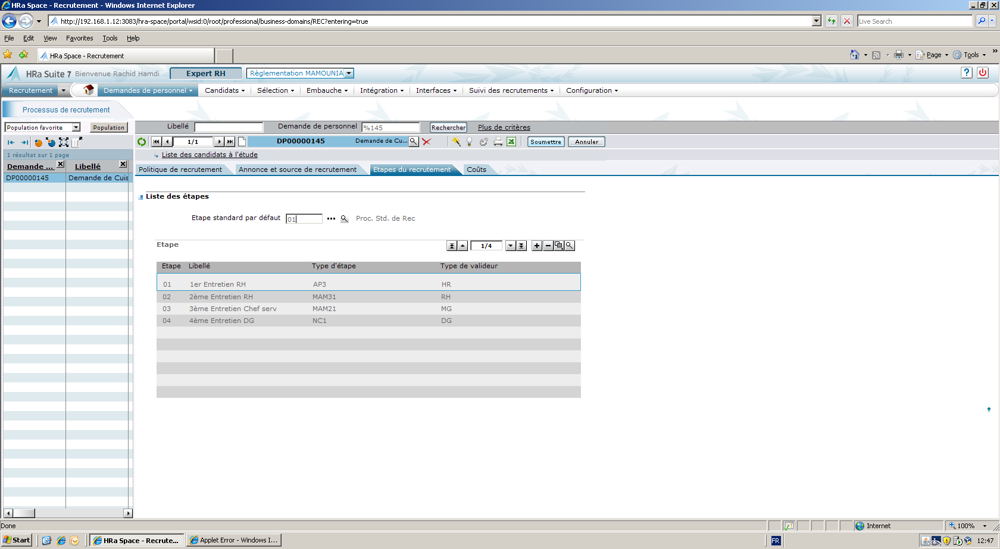 HRa Space - Recrutement - Windows Internet Explorer
http://192.168.1.12:3083/hra-space/portal/wsid:0/root/professional/business-domains/REC?entering=true
Live Search
File Edit View Favorites Tools Help
HRa Space - Recrutement
Page Tools »
HRa Suite 7 Bienvenue Rachid Hamdi Expert RH Règlementation MAMOUNIA ?
Recrutement Demandes de personnel Candidats Sélection Embauche Intégration Interfaces Suivi des recrutements Configuration
Processus de recrutement
Population favorite Population Libellé Demande de personnel %145 Rechercher Plus de critères
1/1 DP00000145 Demande de Cu... Soumettre Annuler
1 résultat sur 1 page Liste des candidats à l'étude
Demande ... Libellé
Politique de recrutement Annonce et source de recrutement Etapes du recrutement Coûts
DP00000145 Demande de Cuis
Liste des étapes
Etape standard par défaut 01 ... Proc. Std. de Rec
Etape 1/4
Etape Libellé Type d'étape Type de valideur
01 1er Entretien RH AP3 HR
02 2ème Entretien RH MAM31 RH
03 3ème Entretien Chef serv MAM21 MG
04 4ème Entretien DG NC1 DG
Done Internet 100%
Start HRa Space - Recrute... Applet Error - Windows I... FR 12:47